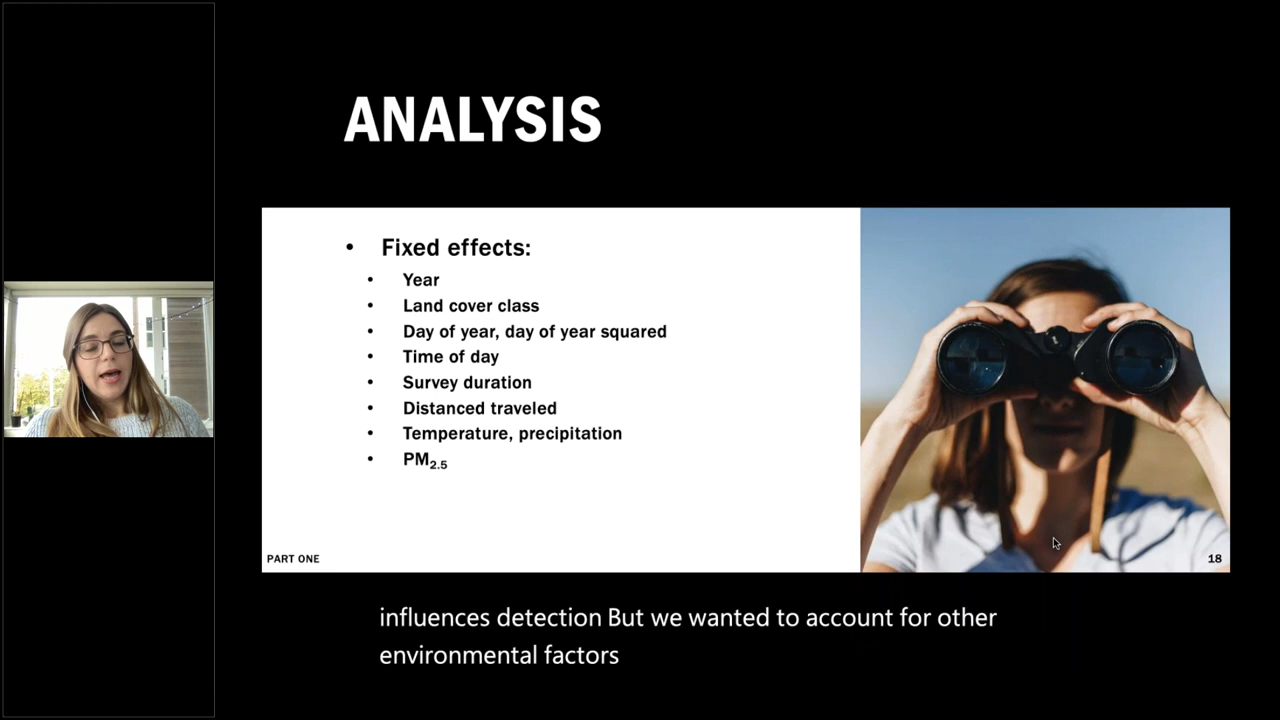 ANALYSIS
• Fixed effects:
• Year
• Land cover class
• Day of year, day of year squared
• Time of day
• Survey duration
• Distanced traveled
• Temperature, precipitation
• PM2.5
PART ONE
18
influences detection But we wanted to account for other
environmental factors